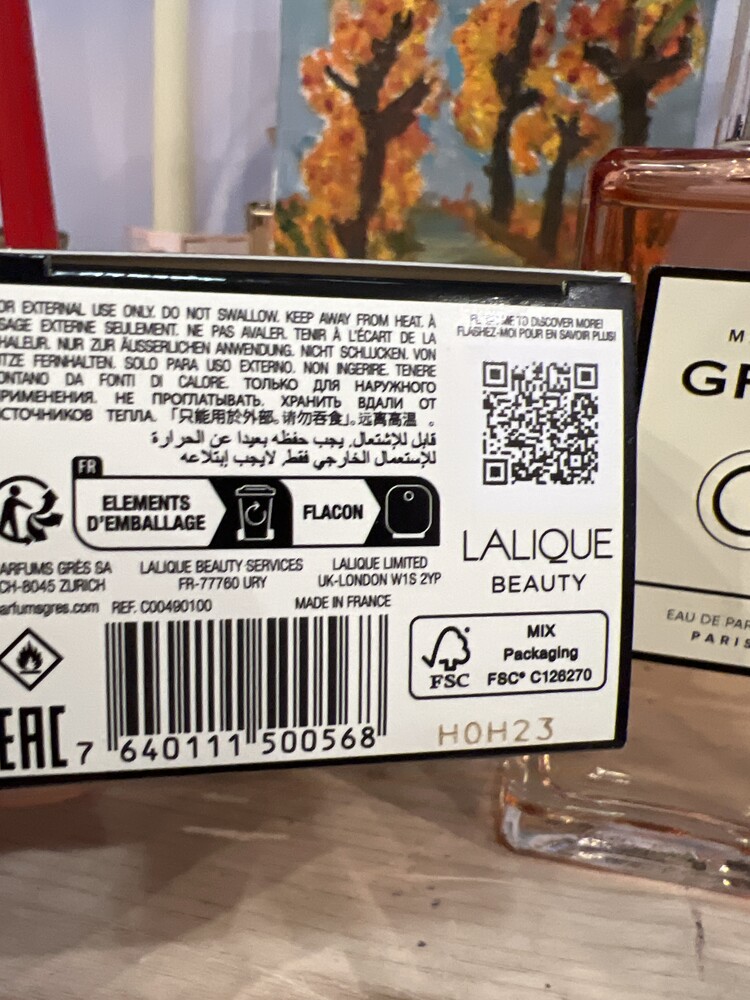 OR EXTERNAL USE ONLY. DO NOT SWALLOW. KEEP AWAY FROM HEAT. À
SAGE EXTERNE SEULEMENT. NE PAS AVALER. TENIR À L'ÉCART DE LA
HALEUR. NUR ZUR ÄUSSERLICHEN ANWENDUNG. NICHT SCHLUCKEN. VON
ITZE FERNHALTEN. SOLO PARA USO EXTERNO. NON INGERIRE. TENERE
ONTANO DA FONTI DI CALORE. ТОЛЬКО ДЛЯ НАРУЖНОГО
ПРИМЕНЕНИЯ. НЕ ПРОГЛАТЫВАТЬ. ХРАНИТЬ ВДАЛИ ОТ
СТОЧНИКОВ ТЕПЛА. 「只能用於外部。请勿吞食」。远离高温 。
قابل للإشتعال, يجب حفظه بعيدا عن الحرارة
للإستعمال الخارجي فقط, لايجب إبتلاعه
TO DISCOVER MORE!
FLASHEZ-MOI POUR EN SAVOIR PLUS!
FR
ELEMENTS
D'EMBALLAGE
FLACON
LALIQUE
BEAUTY
ARFUMS GRÈS SA
CH-8045 ZURICH
arfumsgres.com
LALIQUE BEAUTY SERVICES
FR-77760 URY
LALIQUE LIMITED
UK-LONDON W1S 2YP
REF. C00490100
MADE IN FRANCE
MIX
Packaging
FSC® C126270
FSC
EAC
7 640111 500568
H0H23
M
GR
EAU DE PAR
PARIS